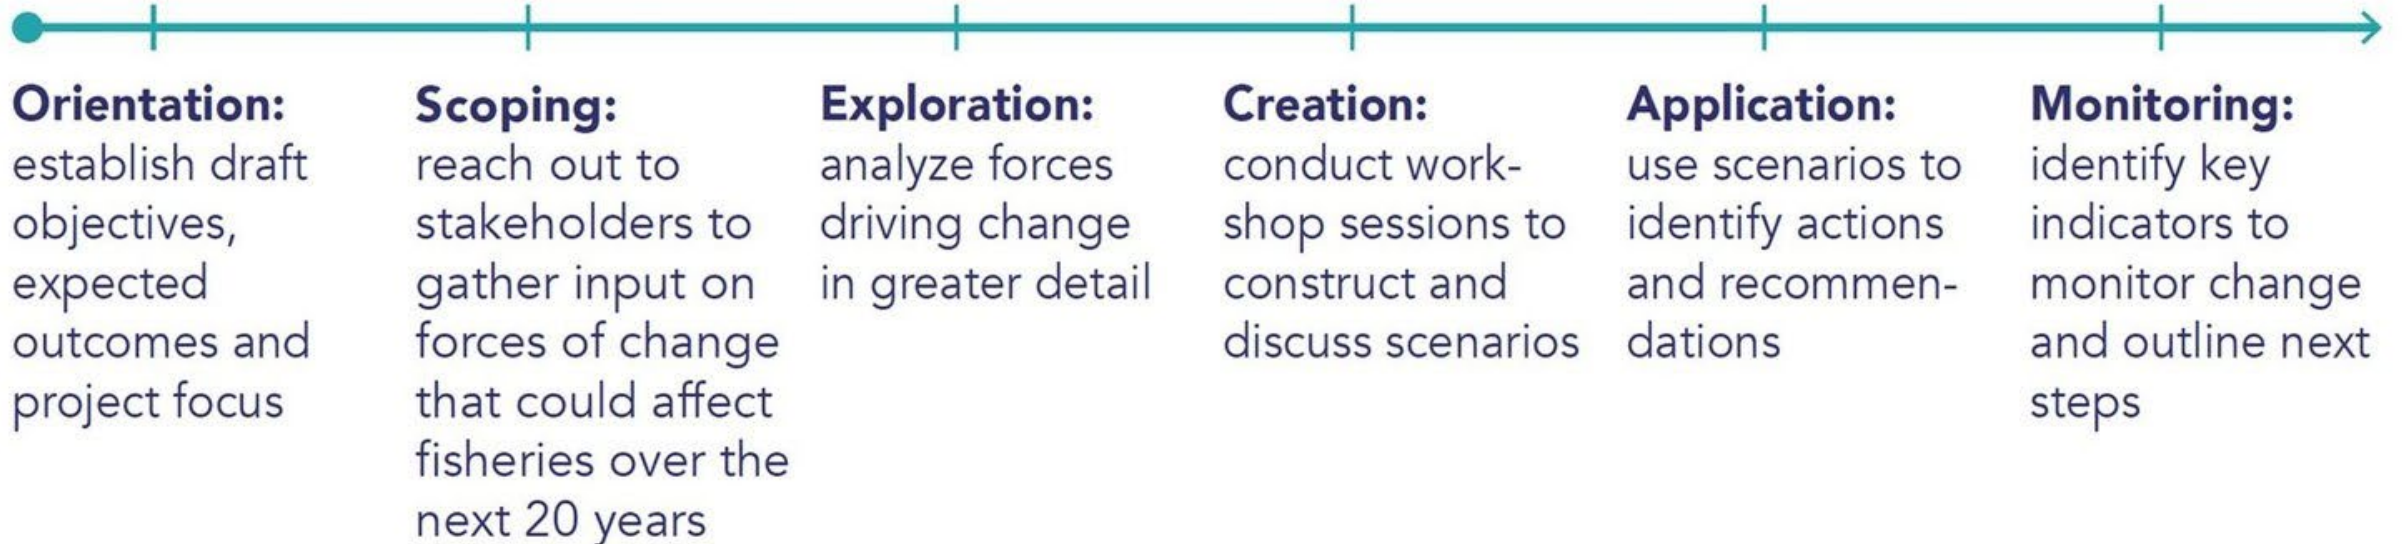 Orientation:
establish draft
objectives,
expected
outcomes and
project focus
Scoping:
reach out to
stakeholders to
gather input on
forces of change
that could affect
fisheries over the
next 20 years
Exploration:
analyze forces
driving change
in greater detail
Creation:
conduct work-
shop sessions to
construct and
discuss scenarios
Application:
use scenarios to
identify actions
and recommen-
dations
Monitoring:
identify key
indicators to
monitor change
and outline next
steps